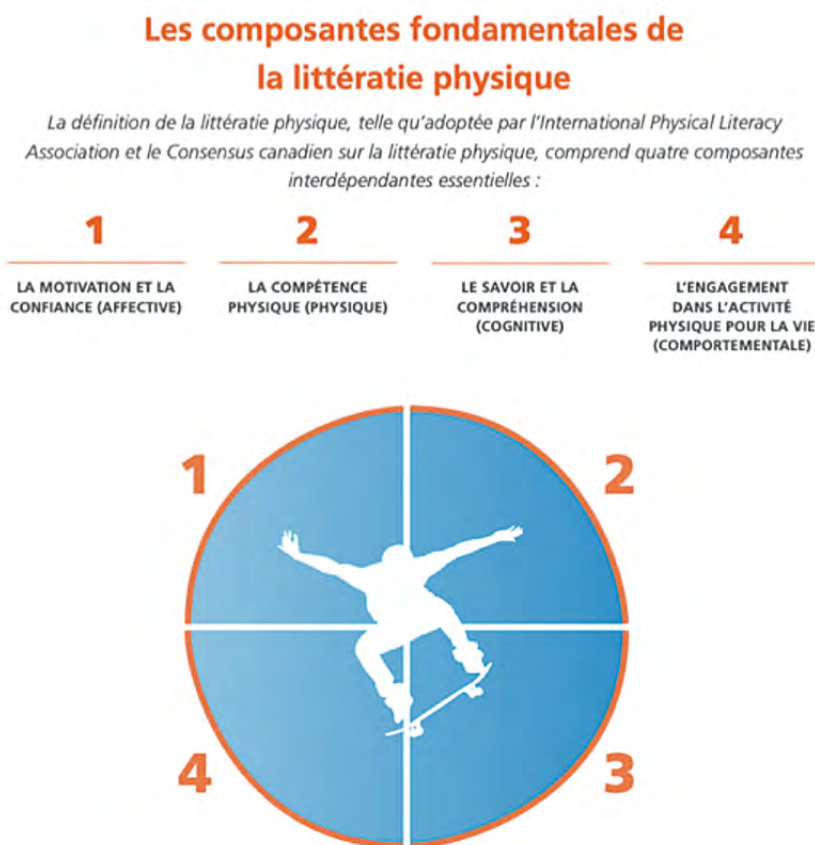 Les composantes fondamentales de
la littératie physique
La définition de la littératie physique, telle qu'adoptée par l'International Physical Literacy
Association et le Consensus canadien sur la littératie physique, comprend quatre composantes
interdépendantes essentielles :
1
LA MOTIVATION ET LA
CONFIANCE (AFFECTIVE)
2
LA COMPÉTENCE
PHYSIQUE (PHYSIQUE)
3
LE SAVOIR ET LA
COMPRÉHENSION
(COGNITIVE)
4
L'ENGAGEMENT
DANS L'ACTIVITÉ
PHYSIQUE POUR LA VIE
(COMPORTEMENTALE)
1
2
4
3